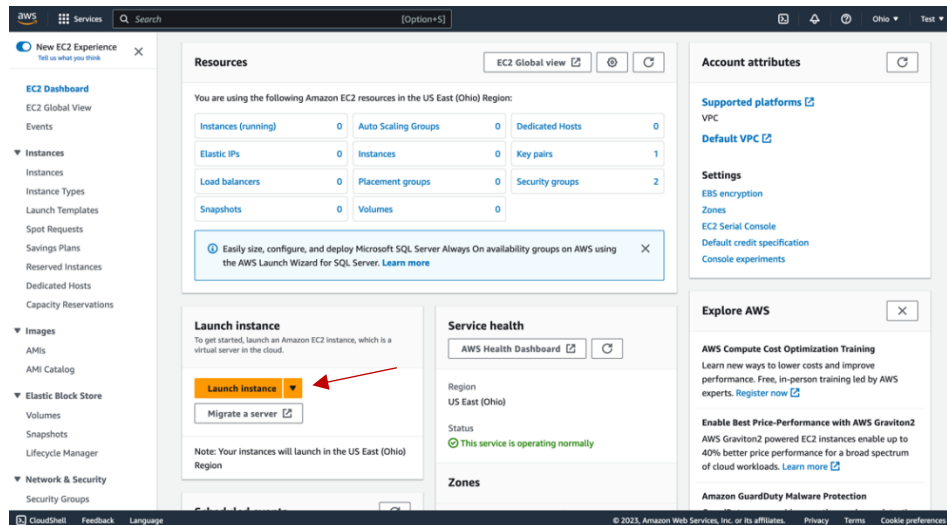 aws
Services
Search
[Option+S]
Ohio
Test
New EC2 Experience
Tell us what you think
EC2 Dashboard
EC2 Global View
Events
Instances
Instances
Instance Types
Launch Templates
Spot Requests
Savings Plans
Reserved Instances
Dedicated Hosts
Capacity Reservations
Images
AMIs
AMI Catalog
Elastic Block Store
Volumes
Snapshots
Lifecycle Manager
Network & Security
Security Groups
Resources
EC2 Global view
You are using the following Amazon EC2 resources in the US East (Ohio) Region:
Instances (running) 0 Auto Scaling Groups 0 Dedicated Hosts 0
Elastic IPs 0 Instances 0 Key pairs 1
Load balancers 0 Placement groups 0 Security groups 2
Snapshots 0 Volumes 0
Easily size, configure, and deploy Microsoft SQL Server Always On availability groups on AWS using
the AWS Launch Wizard for SQL Server. Learn more
Launch instance
To get started, launch an Amazon EC2 instance, which is a
virtual server in the cloud.
Launch instance
Migrate a server
Note: Your instances will launch in the US East (Ohio)
Region
Scheduled events
Service health
AWS Health Dashboard
Region
US East (Ohio)
Status
This service is operating normally
Zones
Account attributes
Supported platforms
VPC
Default VPC
Settings
EBS encryption
Zones
EC2 Serial Console
Default credit specification
Console experiments
Explore AWS
AWS Compute Cost Optimization Training
Learn new ways to lower costs and improve
performance. Free, in-person training led by AWS
experts. Register now
Enable Best Price-Performance with AWS Graviton2
AWS Graviton2 powered EC2 instances enable up to
40% better price performance for a broad spectrum
of cloud workloads. Learn more
Amazon GuardDuty Malware Protection
CloudShell Feedback Language
© 2023, Amazon Web Services, Inc. or its affiliates. Privacy Terms Cookie preferences